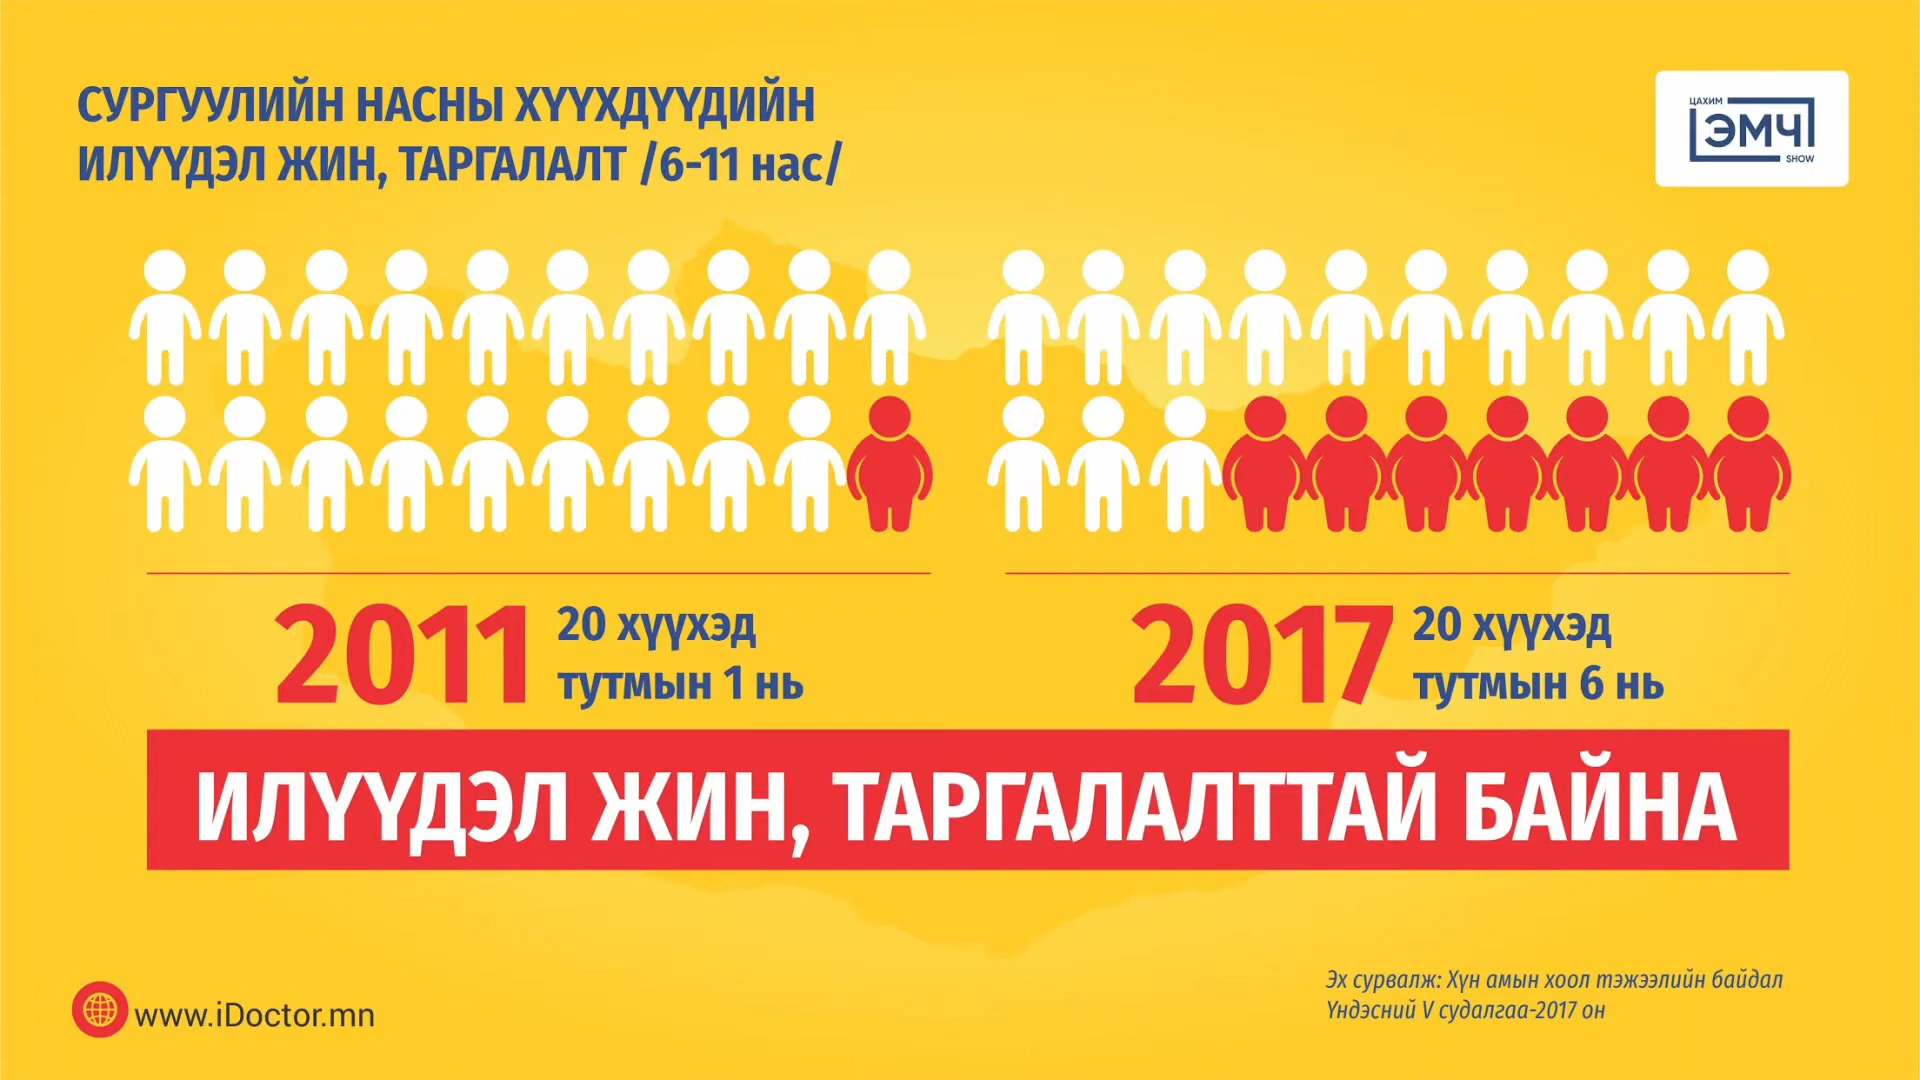 СУРГУУЛИЙН НАСНЫ ХҮҮХДҮҮДИЙН
ИЛҮҮДЭЛ ЖИН, ТАРГАЛАЛТ /6-11 нас/
ЦАХИМ
ЭМЧ
SHOW
2011
20 хүүхэд
тутмын 1 нь
2017
20 хүүхэд
тутмын 6 нь
ИЛҮҮДЭЛ ЖИН, ТАРГАЛАЛТТАЙ БАЙНА
www.iDoctor.mn
Эх сурвалж: Хүн амын хоол тэжээлийн байдал
Үндэсний V судалгаа-2017 он